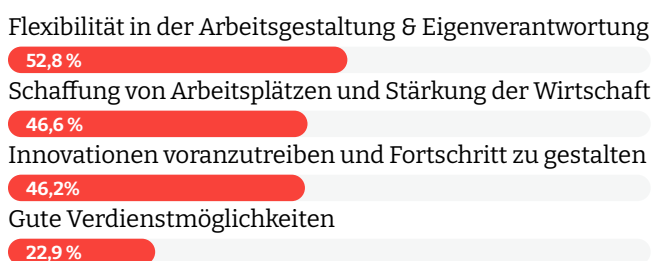 Flexibilität in der Arbeitsgestaltung & Eigenverantwortung
52,8 %
Schaffung von Arbeitsplätzen und Stärkung der Wirtschaft
46,6 %
Innovationen voranzutreiben und Fortschritt zu gestalten
46,2%
Gute Verdienstmöglichkeiten
22,9 %